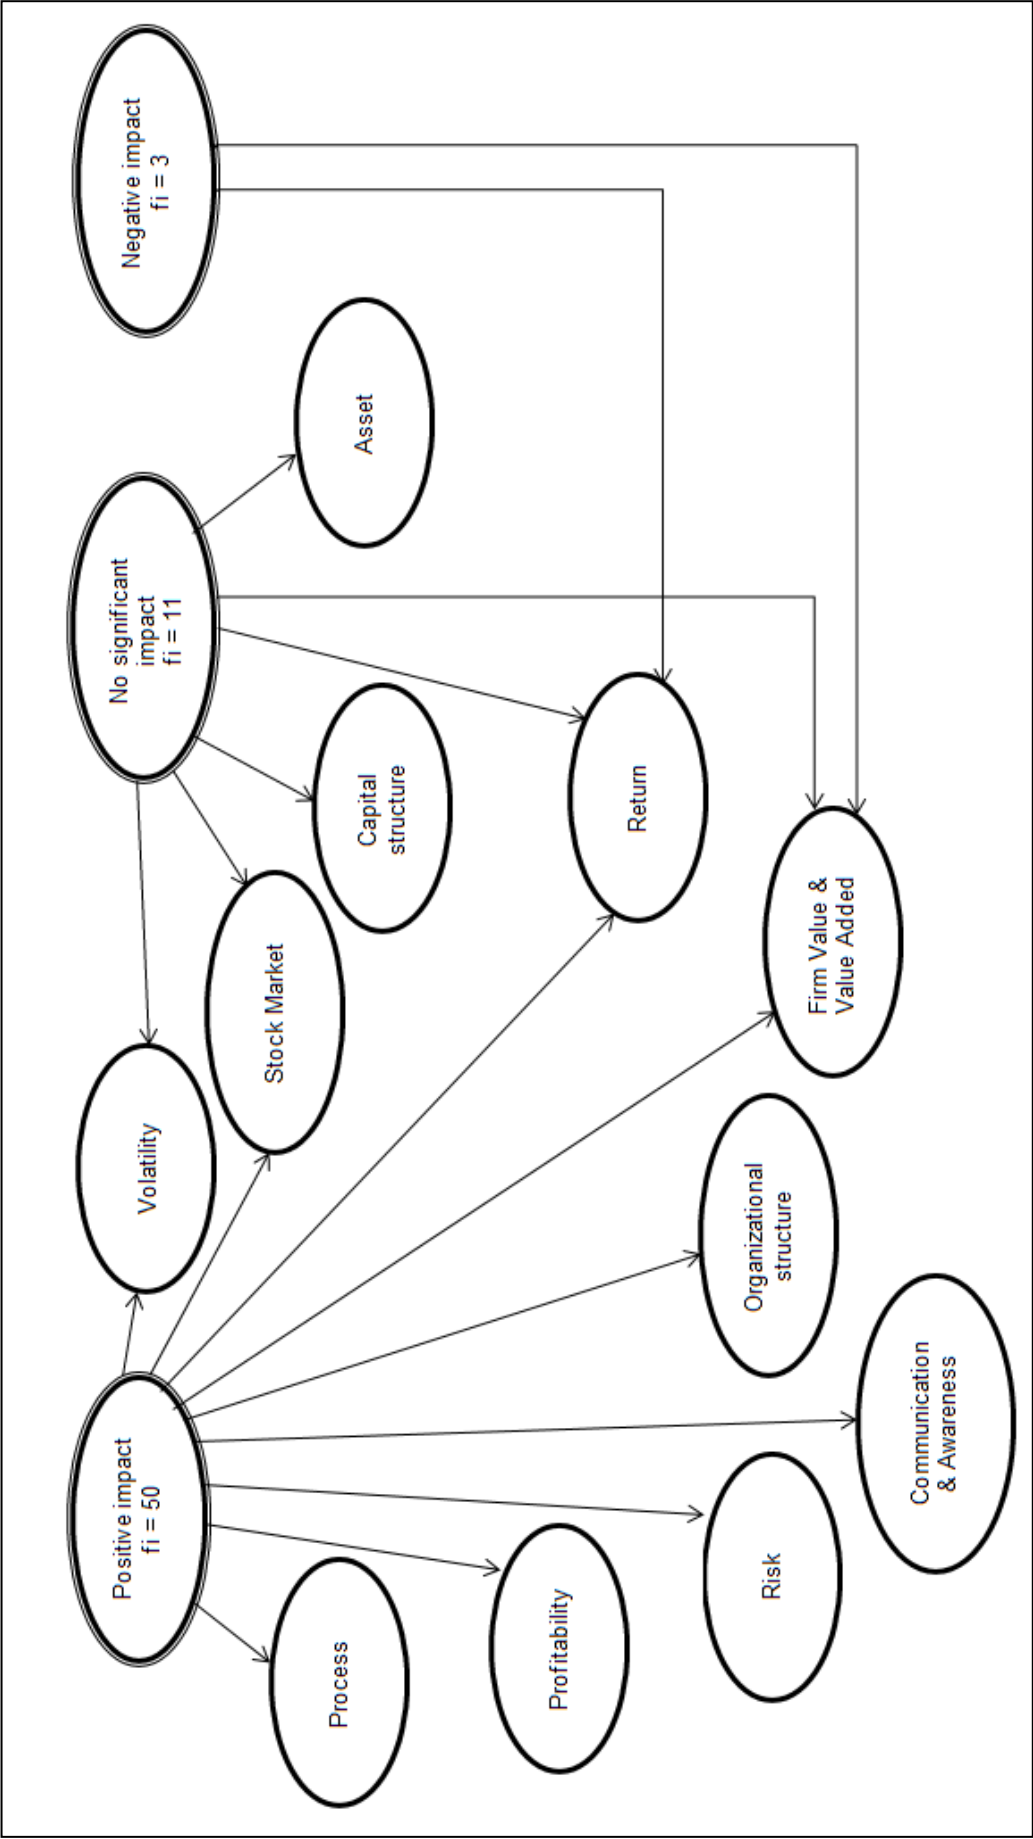 Positive impact
fi = 50
No significant
impact
fi = 11
Negative impact
fi = 3
Volatility
Stock Market
Capital
structure
Asset
Process
Profitability
Risk
Communication
& Awareness
Organizational
structure
Firm Value &
Value Added
Return